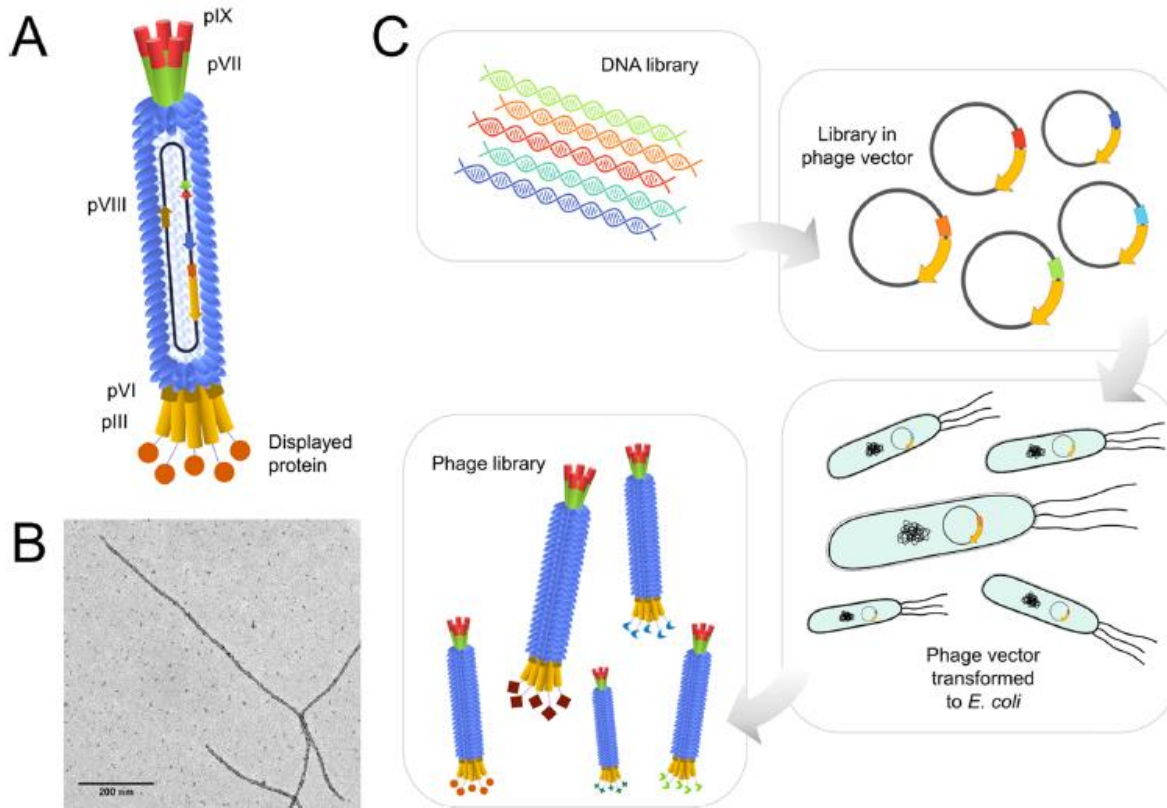 A
pIX
pVII
pVIII
pVI
pIII
Displayed
protein
B
200 nm
C
DNA library
Library in
phage vector
Phage vector
transformed
to E. coli
Phage library